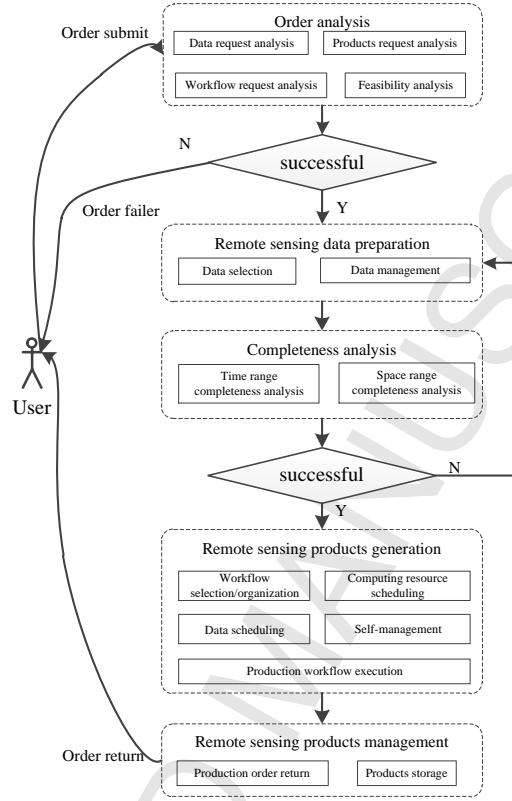 Order analysis
Order submit
Data request analysis
Products request analysis
Workflow request analysis
Feasibility analysis
N
successful
Order failer
Y
Remote sensing data preparation
Data selection
Data management
Completeness analysis
Time range
completeness analysis
Space range
completeness analysis
User
successful
N
Y
Remote sensing products generation
Workflow
selection/organization
Computing resource
scheduling
Data scheduling
Self-management
Production workflow execution
Remote sensing products management
Order return
Production order return
Products storage